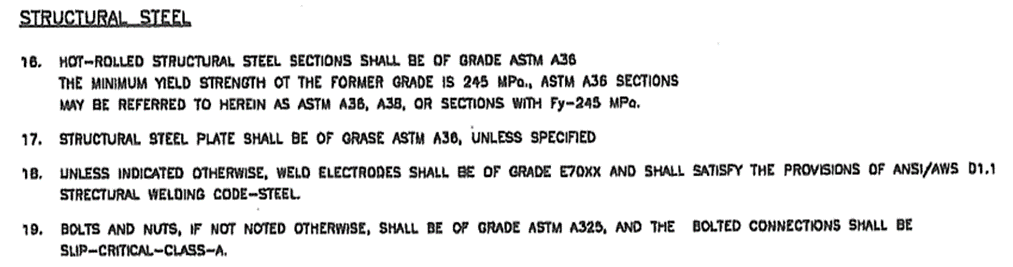 STRUCTURAL STEEL
16. HOT-ROLLED STRUCTURAL STEEL SECTIONS SHALL BE OF GRADE ASTM A36
THE MINIMUM YIELD STRENGTH OT THE FORMER GRADE IS 245 MPa., ASTM A36 SECTIONS
MAY BE REFERRED TO HEREIN AS ASTM A36, A36, OR SECTIONS WITH Fy-245 MPa.
17. STRUCTURAL STEEL PLATE SHALL BE OF GRASE ASTM A36, UNLESS SPECIFIED
18. UNLESS INDICATED OTHERWISE, WELD ELECTRODES SHALL BE OF GRADE E70XX AND SHALL SATISFY THE PROVISIONS OF ANSI/AWS D1.1
STRECTURAL WELDING CODE-STEEL.
19. BOLTS AND NUTS, IF NOT NOTED OTHERWISE, SHALL BE OF GRADE ASTM A325, AND THE BOLTED CONNECTIONS SHALL BE
SLIP-CRITICAL-CLASS-A.